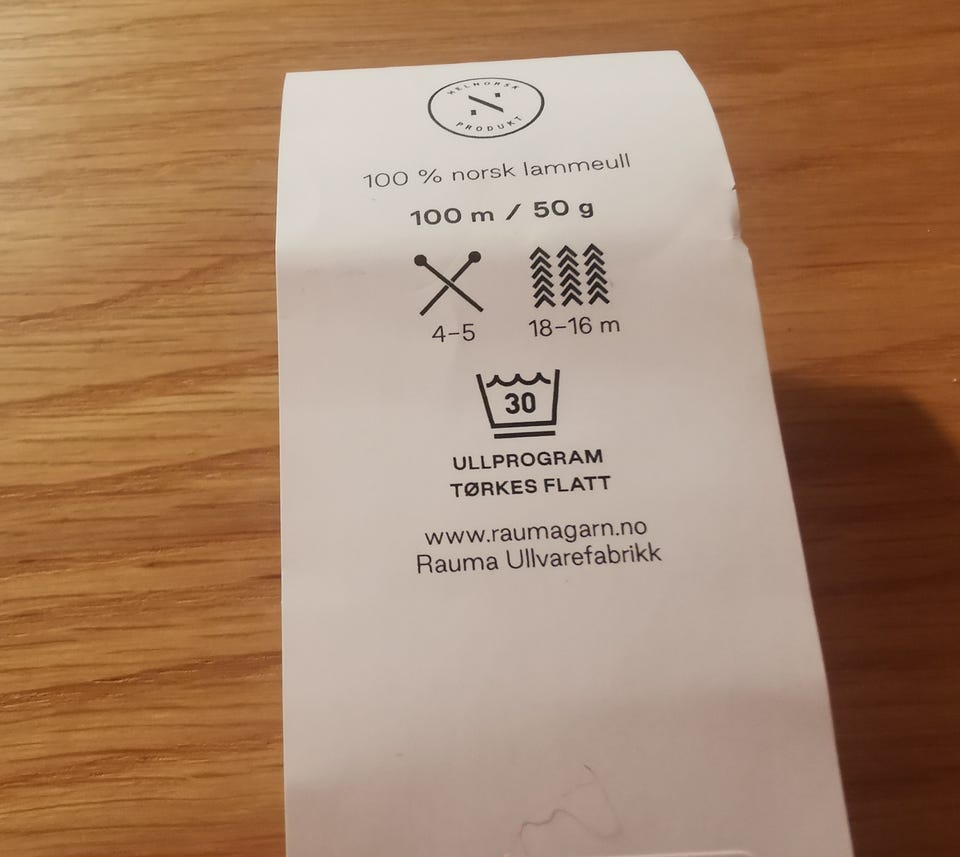 HELNORSK
PRODUKT
100 % norsk lammeull
100 m / 50 g
4–5 18–16 m
30
ULLPROGRAM
TØRKES FLATT
www.raumagarn.no
Rauma Ullvarefabrikk